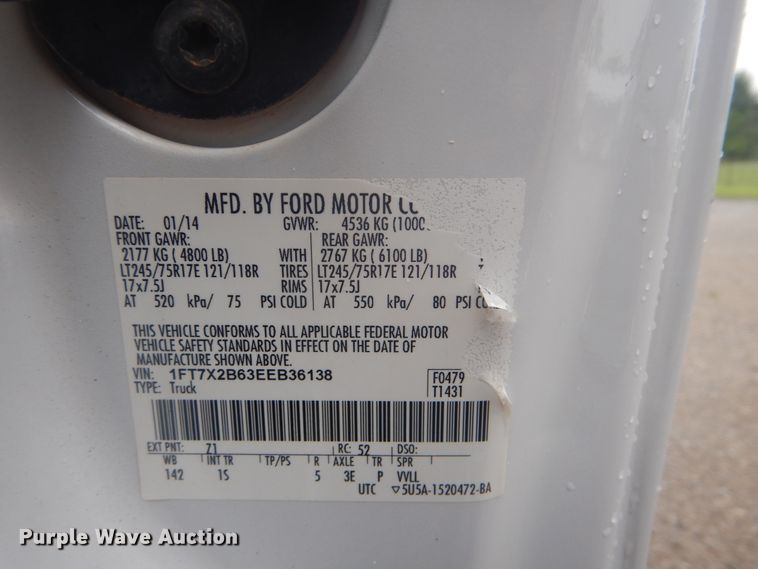 MFD. BY FORD MOTOR
DATE: 01/14 GVWR: 4536 KG (1000
FRONT GAWR: REAR GAWR:
2177 KG ( 4800 LB) WITH 2767 KG ( 6100 LB)
LT245/75R17E 121/118R TIRES LT245/75R17E 121/118R
17x7.5J RIMS 17x7.5J
AT 520 kPa/ 75 PSI COLD AT 550 kPa/ 80 PSI
THIS VEHICLE CONFORMS TO ALL APPLICABLE FEDERAL MOTOR
VEHICLE SAFETY STANDARDS IN EFFECT ON THE DATE OF
MANUFACTURE SHOWN ABOVE.
VIN: 1FT7X2B63EEB36138 F0479
TYPE: Truck T1431
EXT PNT: Z1 RC: 52 DSO:
WB INT TR TP/PS R AXLE TR SPR
142 1S 5 3E P VVLL
UTC ▽5U5A-1520472-BA
Purple Wave Auction